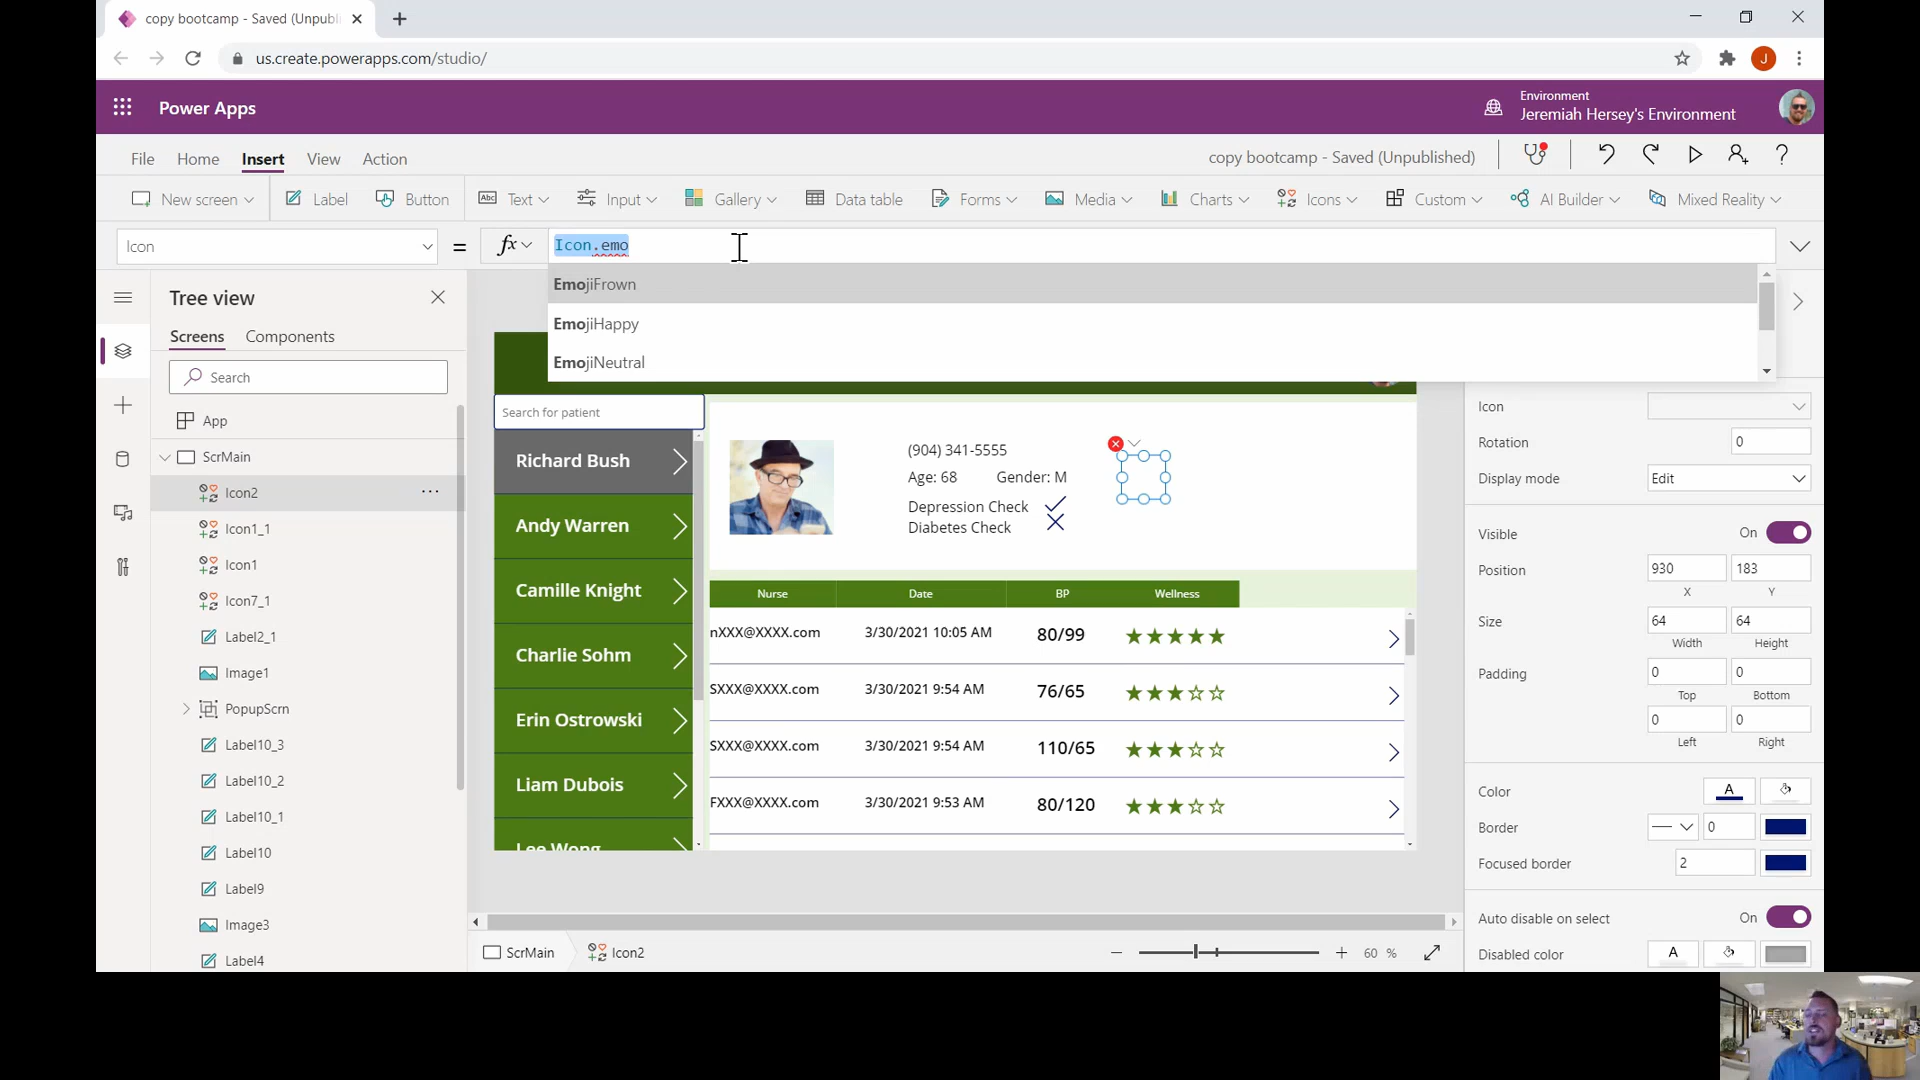 copy bootcamp - Saved (Unpubli
us.create.powerapps.com/studio/
J
Power Apps
Environment
Jeremiah Hersey's Environment
File Home Insert View Action
copy bootcamp - Saved (Unpublished)
New screen Label Button Text Input Gallery Data table Forms Media Charts Icons Custom AI Builder Mixed Reality
Icon = fx Icon.emo
EmojiFrown
EmojiHappy
EmojiNeutral
Tree view
Screens Components
Search
App
ScrMain
Icon2 ...
Icon1_1
Icon1
Icon7_1
Label2_1
Image1
PopupScrn
Label10_3
Label10_2
Label10_1
Label10
Label9
Image3
Label4
Search for patient
Richard Bush
Andy Warren
Camille Knight
Charlie Sohm
Erin Ostrowski
Liam Dubois
Lee Wong
(904) 341-5555
Age: 68 Gender: M
Depression Check
Diabetes Check
Nurse Date BP Wellness
nXXX@XXXX.com 3/30/2021 10:05 AM 80/99
SXXX@XXXX.com 3/30/2021 9:54 AM 76/65
SXXX@XXXX.com 3/30/2021 9:54 AM 110/65
FXXX@XXXX.com 3/30/2021 9:53 AM 80/120
Icon
Rotation 0
Display mode Edit
Visible On
Position 930 183
X Y
Size 64 64
Width Height
Padding 0 0
Top Bottom
0 0
Left Right
Color A
Border 0
Focused border 2
Auto disable on select On
Disabled color A
ScrMain Icon2
60 %